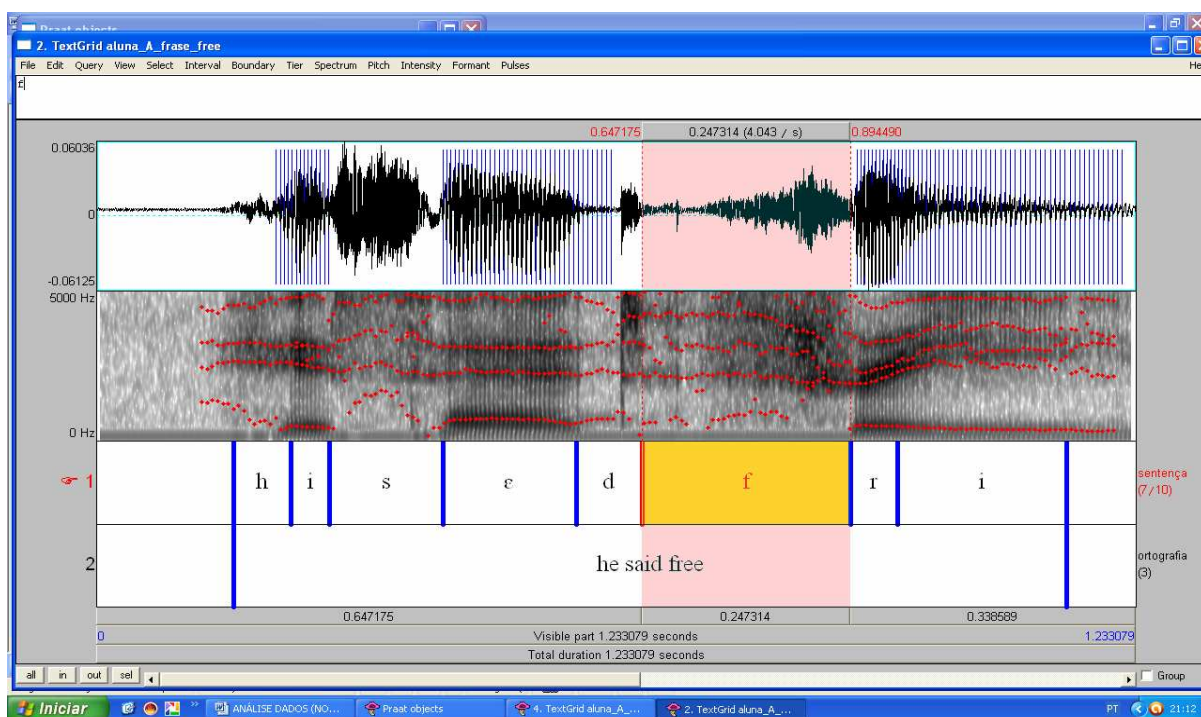 Praat objects
2. TextGrid aluna_A_frase_free
File Edit Query View Select Interval Boundary Tier Spectrum Pitch Intensity Formant Pulses He
f
0.647175 0.247314 (4.043 / s) 0.894490
0.06036
0
-0.06125
5000 Hz
0 Hz
1 h i s ε d f r i sentença (7/10)
2 he said free ortografia (3)
0.647175 0.247314 0.338589
0 Visible part 1.233079 seconds 1.233079
Total duration 1.233079 seconds
all in out sel Group
Iniciar ANÁLISE DADOS (NO... Praat objects 4. TextGrid aluna_A_... 2. TextGrid aluna_A_... PT 21:12